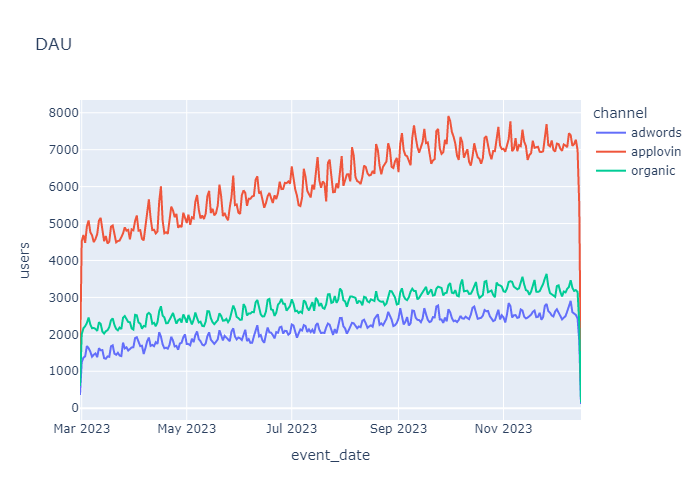 DAU
channel
adwords
applovin
organic
8000
7000
6000
5000
4000
3000
2000
1000
0
users
Mar 2023
May 2023
Jul 2023
Sep 2023
Nov 2023
event_date